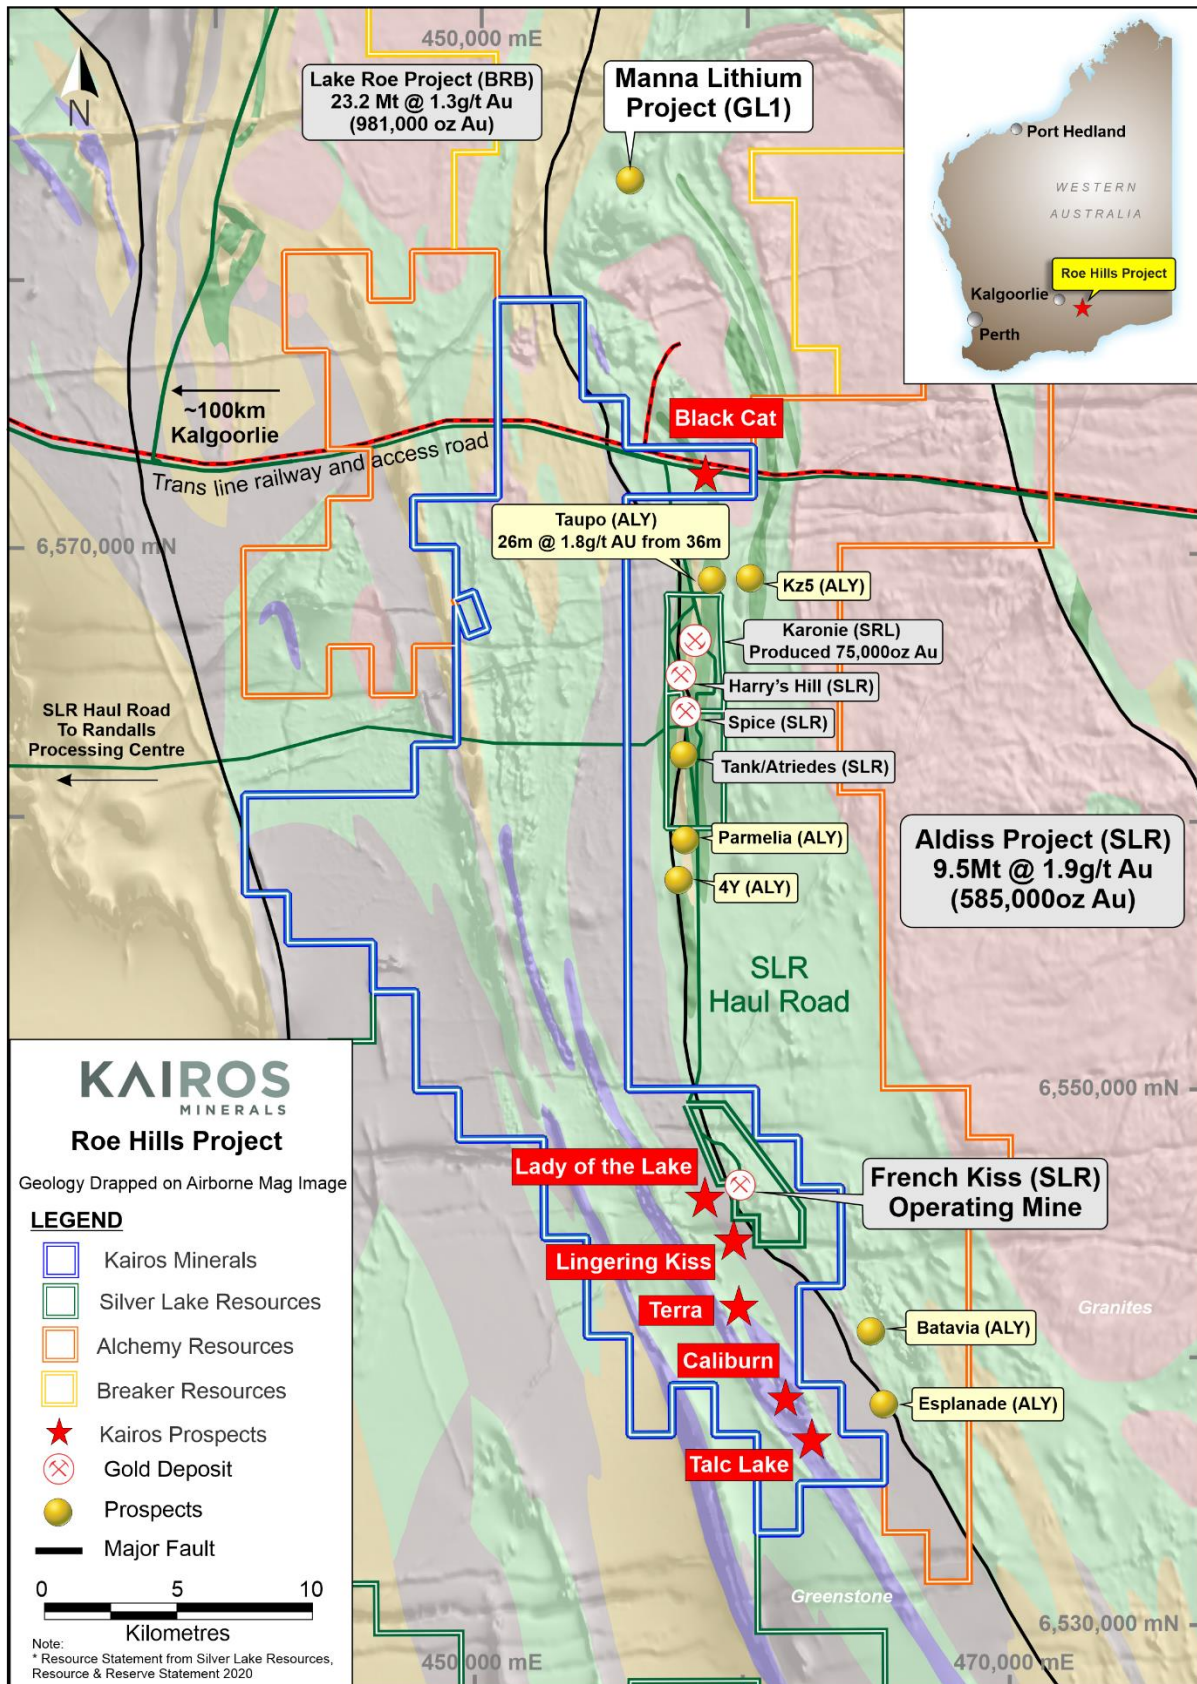 450,000 mE
N
Lake Roe Project (BRB)
23.2 Mt @ 1.3g/t Au
(981,000 oz Au)
Manna Lithium
Project (GL1)
Port Hedland
WESTERN
AUSTRALIA
Roe Hills Project
Kalgoorlie
Perth
~100km
Kalgoorlie
Trans line railway and access road
Black Cat
6,570,000 mN
Taupo (ALY)
26m @ 1.8g/t AU from 36m
Kz5 (ALY)
Karonie (SRL)
Produced 75,000oz Au
Harry's Hill (SLR)
Spice (SLR)
Tank/Atriedes (SLR)
SLR Haul Road
To Randalls
Processing Centre
Parmelia (ALY)
4Y (ALY)
Aldiss Project (SLR)
9.5Mt @ 1.9g/t Au
(585,000oz Au)
SLR
Haul Road
6,550,000 mN
Lady of the Lake
French Kiss (SLR)
Operating Mine
Lingering Kiss
Terra
Granites
Batavia (ALY)
Caliburn
Esplanade (ALY)
Talc Lake
Greenstone
6,530,000 mN
450,000 mE
470,000 mE
KAIROS
MINERALS
Roe Hills Project
Geology Drapped on Airborne Mag Image
LEGEND
Kairos Minerals
Silver Lake Resources
Alchemy Resources
Breaker Resources
Kairos Prospects
Gold Deposit
Prospects
Major Fault
0 5 10
Kilometres
Note:
* Resource Statement from Silver Lake Resources,
Resource & Reserve Statement 2020